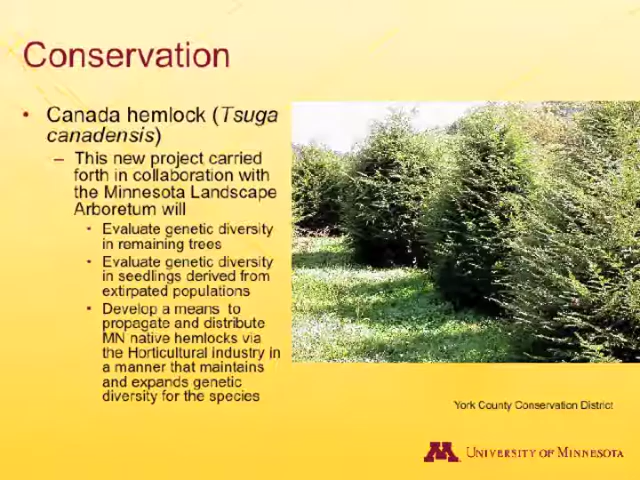 Conservation
• Canada hemlock (Tsuga
canadensis)
– This new project carried
forth in collaboration with
the Minnesota Landscape
Arboretum will
• Evaluate genetic diversity
in remaining trees
• Evaluate genetic diversity
in seedlings derived from
extirpated populations
• Develop a means to
propagate and distribute
MN native hemlocks via
the Horticultural industry in
a manner that maintains
and expands genetic
diversity for the species
York County Conservation District
M UNIVERSITY OF MINNESOTA